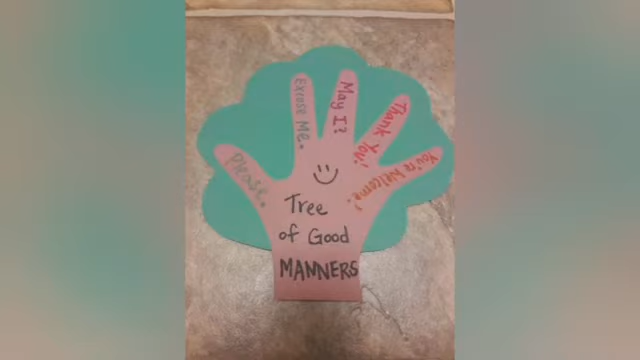 please.
Excuse Me.
May I?
Thank You!
You're Welcome!
Tree
of Good
MANNERS